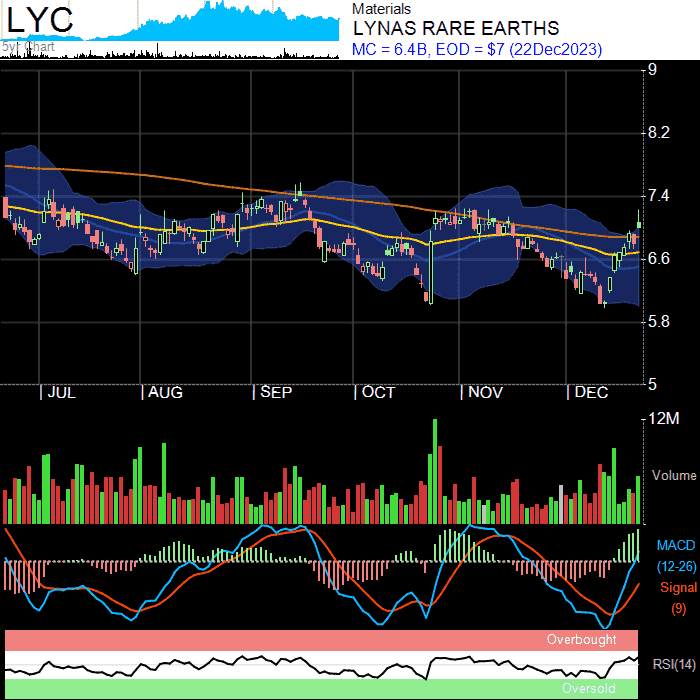 LYC
5yr Chart
Materials
LYNAS RARE EARTHS
MC = 6.4B, EOD = $7 (22Dec2023)
9
8.2
7.4
6.6
5.8
5
JUL AUG SEP OCT NOV DEC
12M
Volume
MACD
(12-26)
Signal
(9)
Overbought
RSI(14)
Oversold